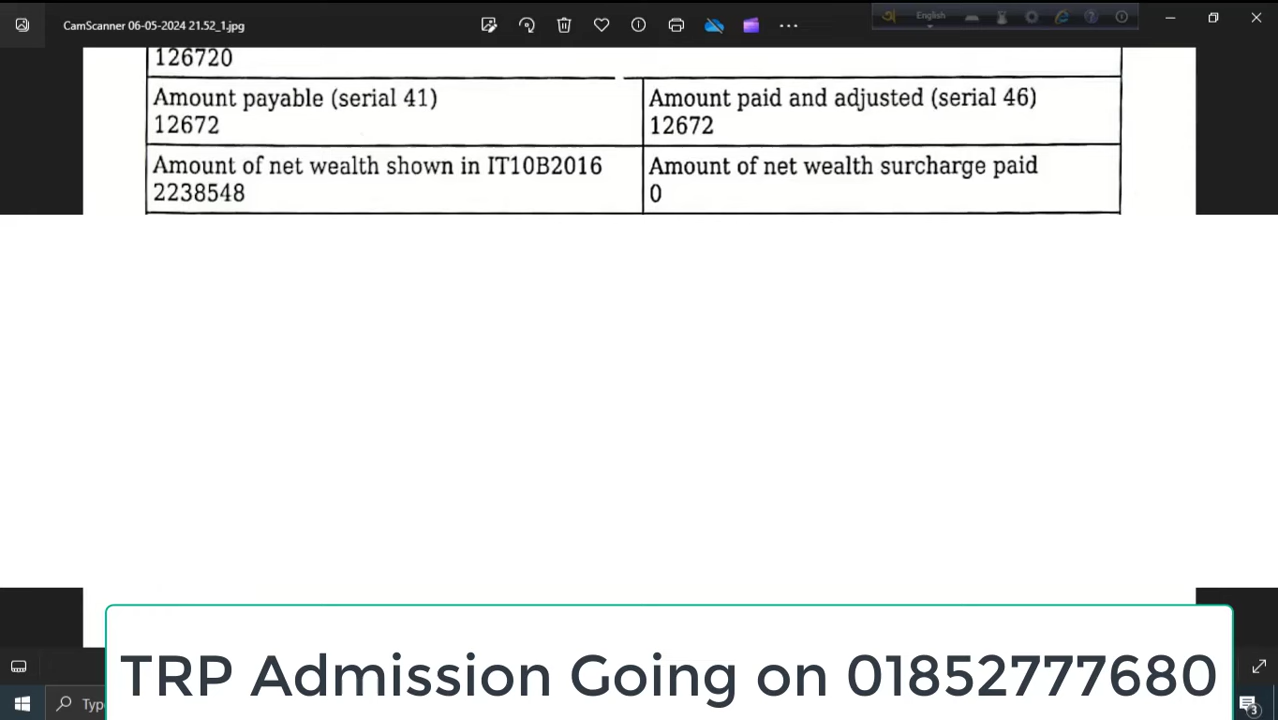 CamScanner 06-05-2024 21.52_1.jpg
English
126720
Amount payable (serial 41)
12672
Amount paid and adjusted (serial 46)
12672
Amount of net wealth shown in IT10B2016
2238548
Amount of net wealth surcharge paid
0
TRP Admission Going on 01852777680
Type
3